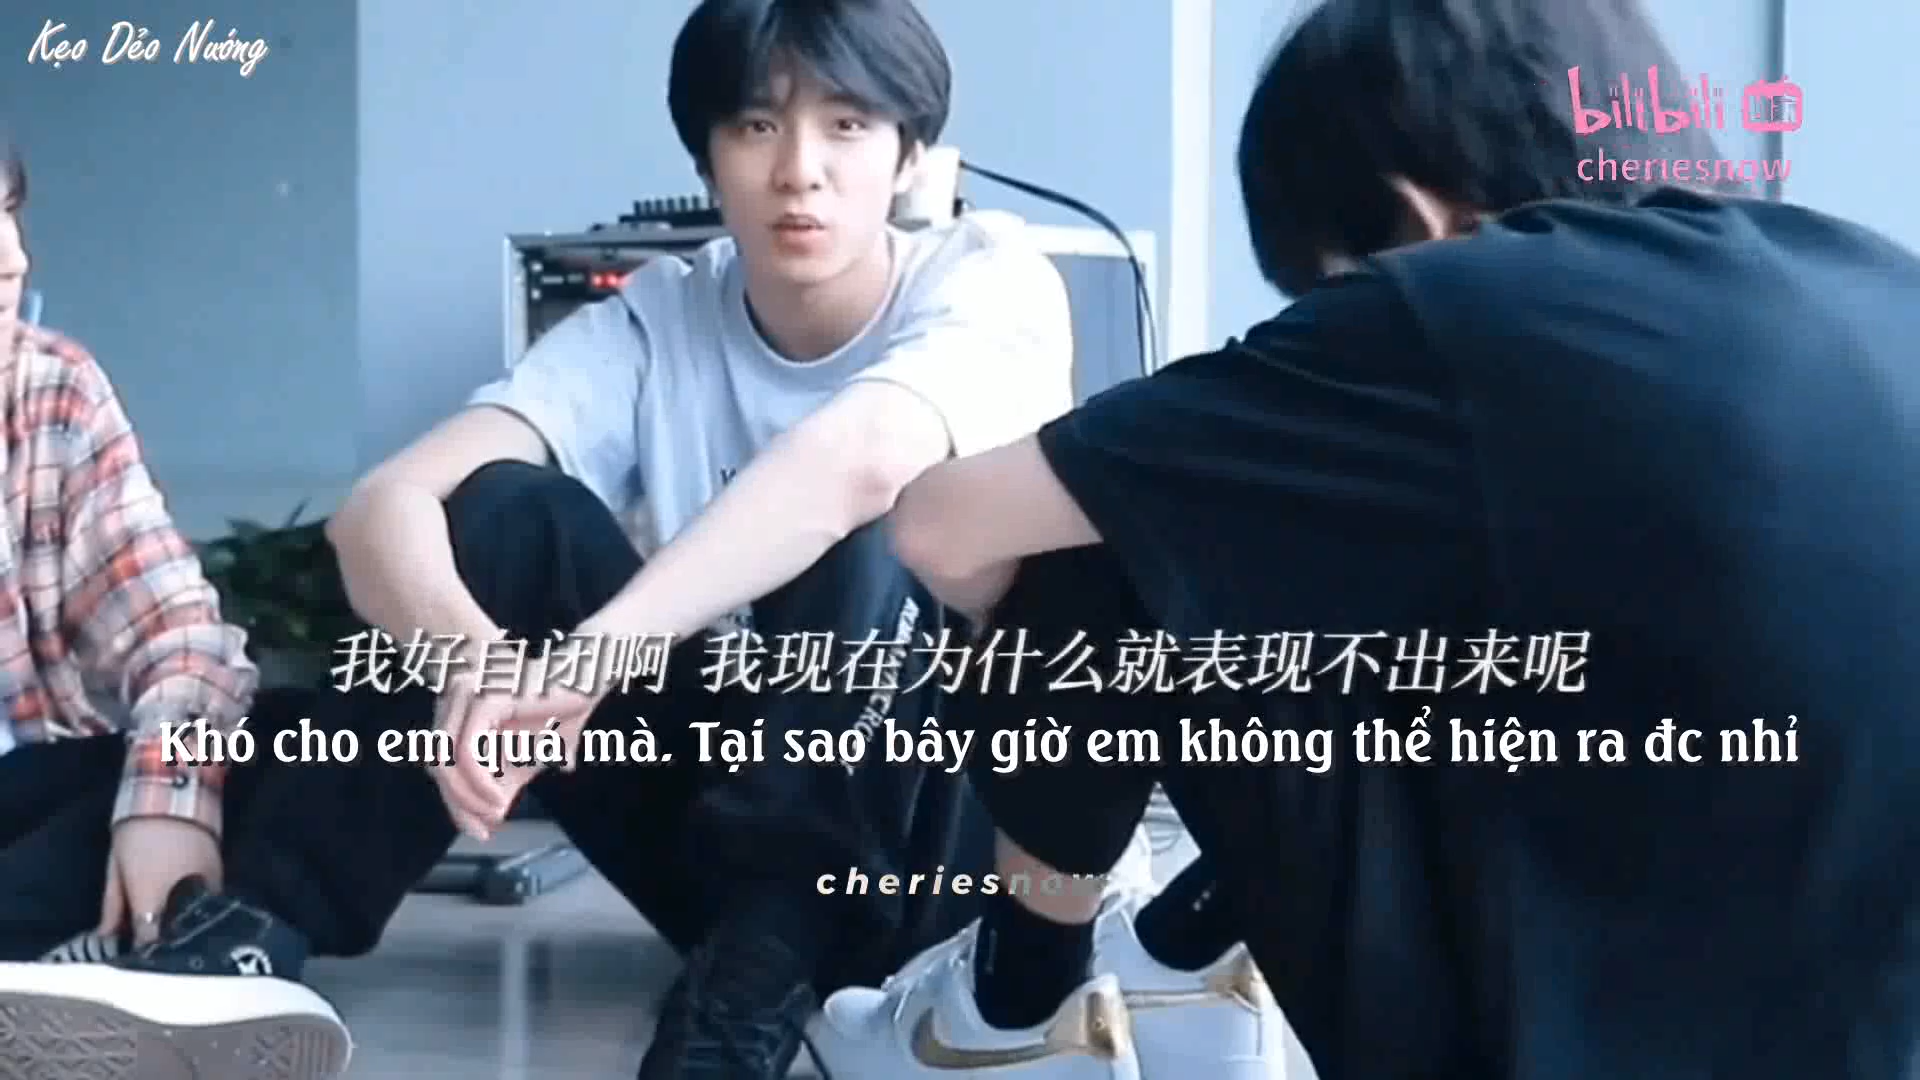 Kẹo Dẻo Nướng
bilibili
cheriesnow
我好自闭啊 我现在为什么就表现不出来呢
Khó cho em quá mà. Tại sao bây giờ em không thể hiện ra đc nhỉ
cheriesnow